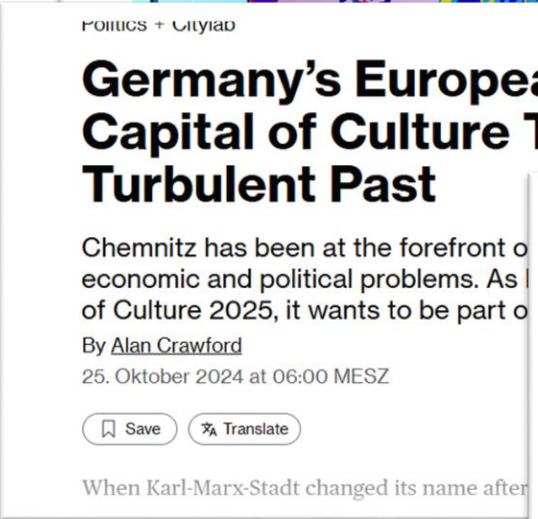 Politics + Citylab
Germany's Europea
Capital of Culture T
Turbulent Past
Chemnitz has been at the forefront o
economic and political problems. As
of Culture 2025, it wants to be part o
By Alan Crawford
25. Oktober 2024 at 06:00 MESZ
Save
Translate
When Karl-Marx-Stadt changed its name after